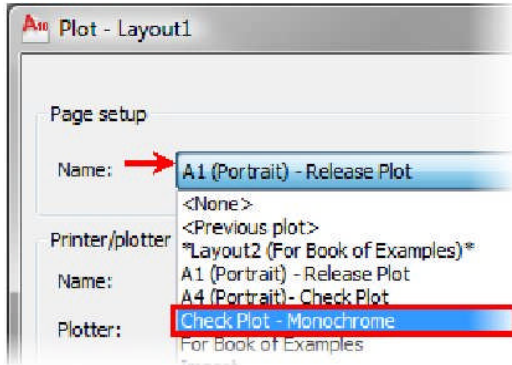 Plot - Layout1
Page setup
Name:
A1 (Portrait) - Release Plot
<None>
<Previous plot>
*Layout2 (For Book of Examples)*
Printer/plotter
A1 (Portrait) - Release Plot
Name:
A4 (Portrait)- Check Plot
Plotter:
Check Plot - Monochrome
For Book of Examples